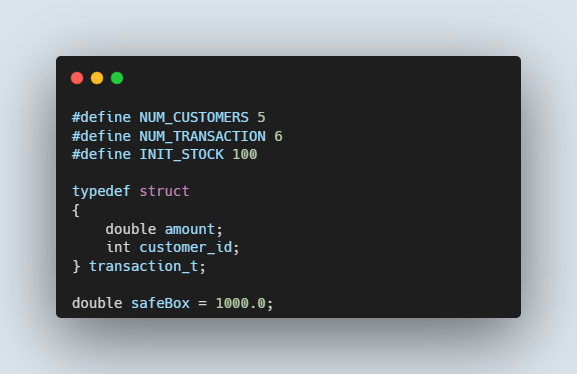 #define NUM_CUSTOMERS 5
#define NUM_TRANSACTION 6
#define INIT_STOCK 100
typedef struct
{
    double amount;
    int customer_id;
} transaction_t;
double safeBox = 1000.0;